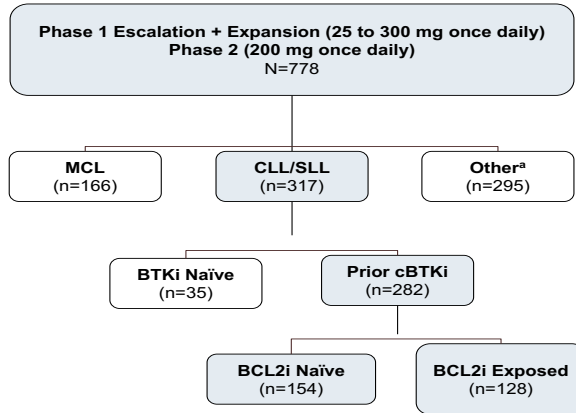 Phase 1 Escalation + Expansion (25 to 300 mg once daily)
Phase 2 (200 mg once daily)
N=778
MCL
(n=166)
CLL/SLL
(n=317)
Otherᵃ
(n=295)
BTKi Naïve
(n=35)
Prior cBTKi
(n=282)
BCL2i Naïve
(n=154)
BCL2i Exposed
(n=128)